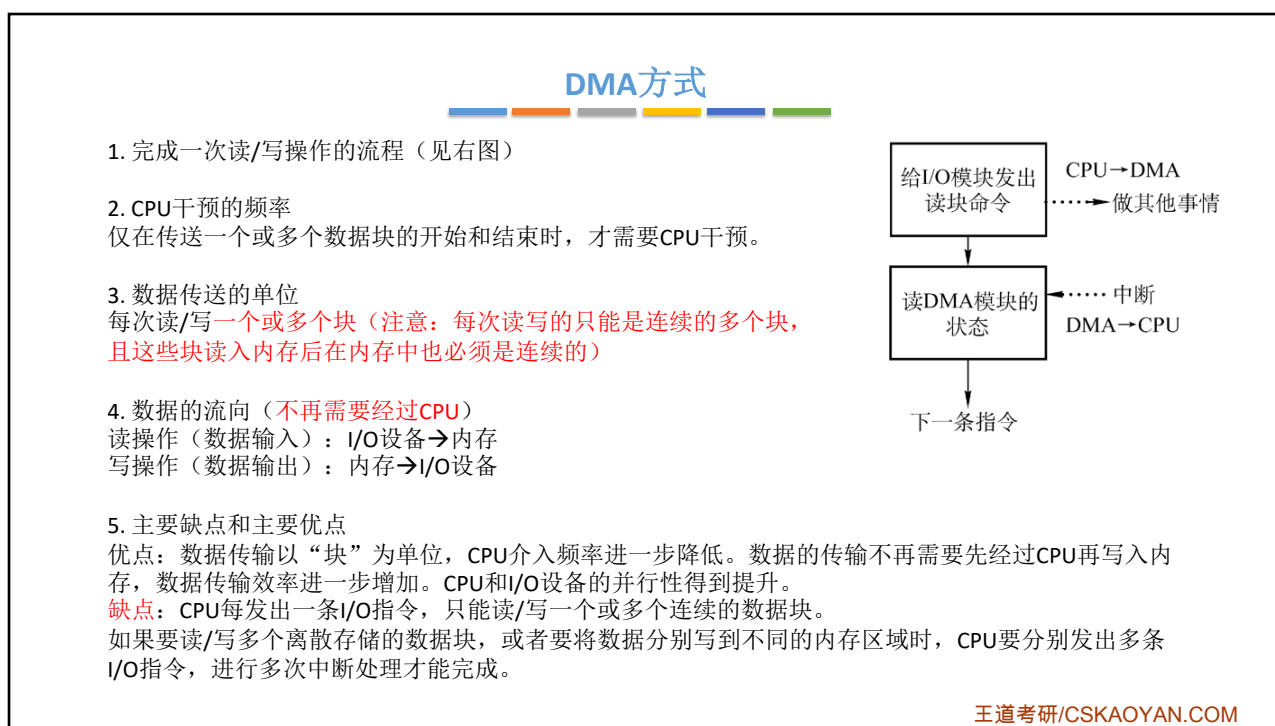 DMA方式
1. 完成一次读/写操作的流程（见右图）
2. CPU干预的频率
仅在传送一个或多个数据块的开始和结束时，才需要CPU干预。
3. 数据传送的单位
每次读/写一个或多个块（注意：每次读写的只能是连续的多个块，
且这些块读入内存后在内存中也必须是连续的）
4. 数据的流向（不再需要经过CPU）
读操作（数据输入）：I/O设备→内存
写操作（数据输出）：内存→I/O设备
5. 主要缺点和主要优点
优点：数据传输以“块”为单位，CPU介入频率进一步降低。数据的传输不再需要先经过CPU再写入内
存，数据传输效率进一步增加。CPU和I/O设备的并行性得到提升。
缺点：CPU每发出一条I/O指令，只能读/写一个或多个连续的数据块。
如果要读/写多个离散存储的数据块，或者要将数据分别写到不同的内存区域时，CPU要分别发出多条
I/O指令，进行多次中断处理才能完成。
给I/O模块发出
读块命令
CPU→DMA
做其他事情
读DMA模块的
状态
中断
DMA→CPU
下一条指令
王道考研/CSKAOYAN.COM